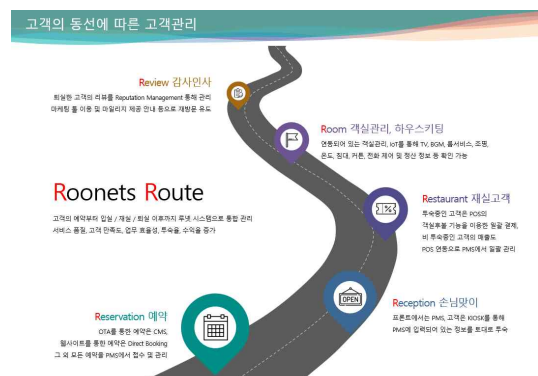 고객의 동선에 따른 고객관리
Review 감사인사
퇴실한 고객의 리뷰를 Reputation Management 통해 관리
마케팅 툴 이용 및 마일리지 제공 안내 등으로 재방문 유도
Room 객실관리, 하우스키팅
연동되어 있는 객실관리, IoT를 통해 TV, BGM, 룸서비스, 조명,
온도, 침대, 커튼, 전화 제어 및 정산 정보 등 확인 가능
Roonets Route
고객의 예약부터 입실 / 재실 / 퇴실 이후까지 루넷 시스템으로 통합 관리
서비스 품질, 고객 만족도, 업무 효율성, 투숙율, 수익율 증가
Restaurant 재실고객
투숙중인 고객은 POS의
객실후불 기능을 이용한 일괄 결제,
비 투숙중인 고객의 매출도
POS 연동으로 PMS에서 일괄 관리
Reception 손님맞이
프론트에서는 PMS, 고객은 KIOSK를 통해
PMS에 입력되어 있는 정보를 토대로 투숙
OPEN
Reservation 예약
OTA를 통한 예약은 CMS,
웹사이트를 통한 예약은 Direct Booking
그 외 모든 예약을 PMS에서 접수 및 관리